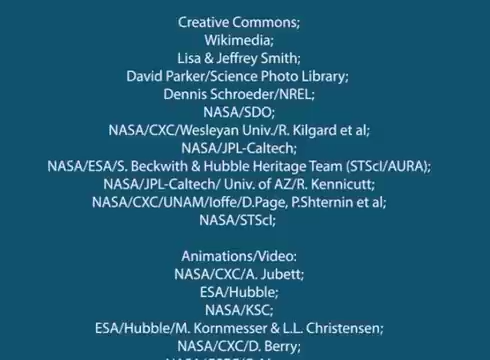 Creative Commons;
Wikimedia;
Lisa & Jeffrey Smith;
David Parker/Science Photo Library;
Dennis Schroeder/NREL;
NASA/SDO;
NASA/CXC/Wesleyan Univ./R. Kilgard et al;
NASA/JPL-Caltech;
NASA/ESA/S. Beckwith & Hubble Heritage Team (STScI/AURA);
NASA/JPL-Caltech/ Univ. of AZ/R. Kennicutt;
NASA/CXC/UNAM/Ioffe/D.Page, P.Shternin et al;
NASA/STScI;
Animations/Video:
NASA/CXC/A. Jubett;
ESA/Hubble;
NASA/KSC;
ESA/Hubble/M. Kornmesser & L.L. Christensen;
NASA/CXC/D. Berry;